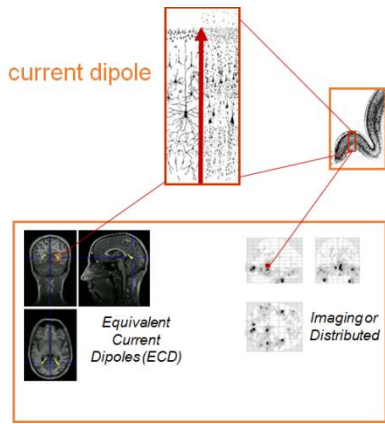 current dipole
Equivalent
Current
Dipoles (ECD)
Imaging or
Distributed